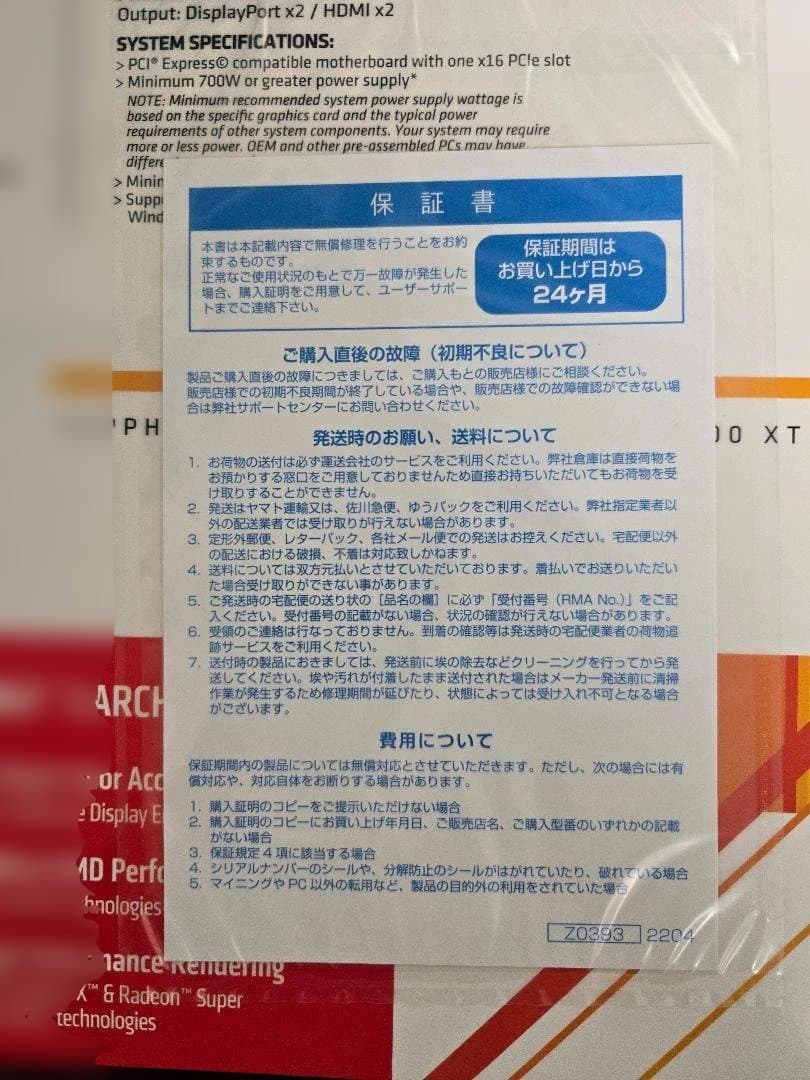 Output: DisplayPort x2 / HDMI x2
SYSTEM SPECIFICATIONS:
> PCI® Express© compatible motherboard with one x16 PCIe slot
> Minimum 700W or greater power supply*
NOTE: Minimum recommended system power supply wattage is
based on the specific graphics card and the typical power
requirements of other system components. Your system may require
more or less power. OEM and other pre-assembled PCs may have
differe
> Minin
> Supp
Wind
保証書
本書は本記載内容で無償修理を行うことをお約
束するものです。
正常なご使用状況のもとで万一故障が発生した
場合、購入証明をご用意して、ユーザーサポー
トまでご連絡下さい。
保証期間は
お買い上げ日から
24ヶ月
ご購入直後の故障（初期不良について）
製品ご購入直後の故障につきましては、ご購入もとの販売店様にご相談ください。
販売店様での初期不良期間が終了している場合や、販売店様での故障確認ができない場
合は弊社サポートセンターにお問い合わせください。
PPH
00 XT
発送時のお願い、送料について
1. お荷物の送付は必ず運送会社のサービスをご利用ください。弊社倉庫は直接荷物を
お預かりする窓口をご用意しておりませんため直接お持ちいただいてもお荷物を受
け取りすることができません。
2. 発送はヤマト運輸又は、佐川急便、ゆうパックをご利用ください。弊社指定業者以
外の配送業者では受け取りが行えない場合があります。
3. 定形外郵便、レターパック、各社メール便での発送はお控えください。宅配便以外
の配送における破損、不着は対応致しかねます。
4. 送料については双方元払いとさせていただいております。着払いでお送りいただい
た場合受け取りができない事があります。
5. ご発送時の宅配便の送り状の［品名の欄］に必ず「受付番号（RMA No.）」をご記
入ください。受付番号の記載がない場合、状況の確認が行えない場合があります。
6. 受領のご連絡は行なっておりません。到着の確認等は発送時の宅配便業者の荷物追
跡サービスをご利用ください。
7. 送付時の製品におきましては、発送前に埃の除去などクリーニングを行ってから発
送してください。埃や汚れが付着したまま送付された場合はメーカー発送前に清掃
作業が発生するため修理期間が延びたり、状態によっては受け入れ不可となる場合
がございます。
ARCH
費用について
保証期間内の製品については無償対応とさせていただきます。ただし、次の場合には有
償対応や、対応自体をお断りする場合があります。
or Acc
e Display E
1. 購入証明のコピーをご提示いただけない場合
2. 購入証明のコピーにお買い上げ年月日、ご販売店名、ご購入型番のいずれかの記載
がない場合
3. 保証規定４項に該当する場合
4. シリアルナンバーのシールや、分解防止のシールがはがれていたり、破れている場合
5. マイニングやPC以外の転用など、製品の目的外の利用をされていた場合
MD Perfo
hnologies
Z0393 2204
mance Rendering
X™ & Radeon™ Super
technologies